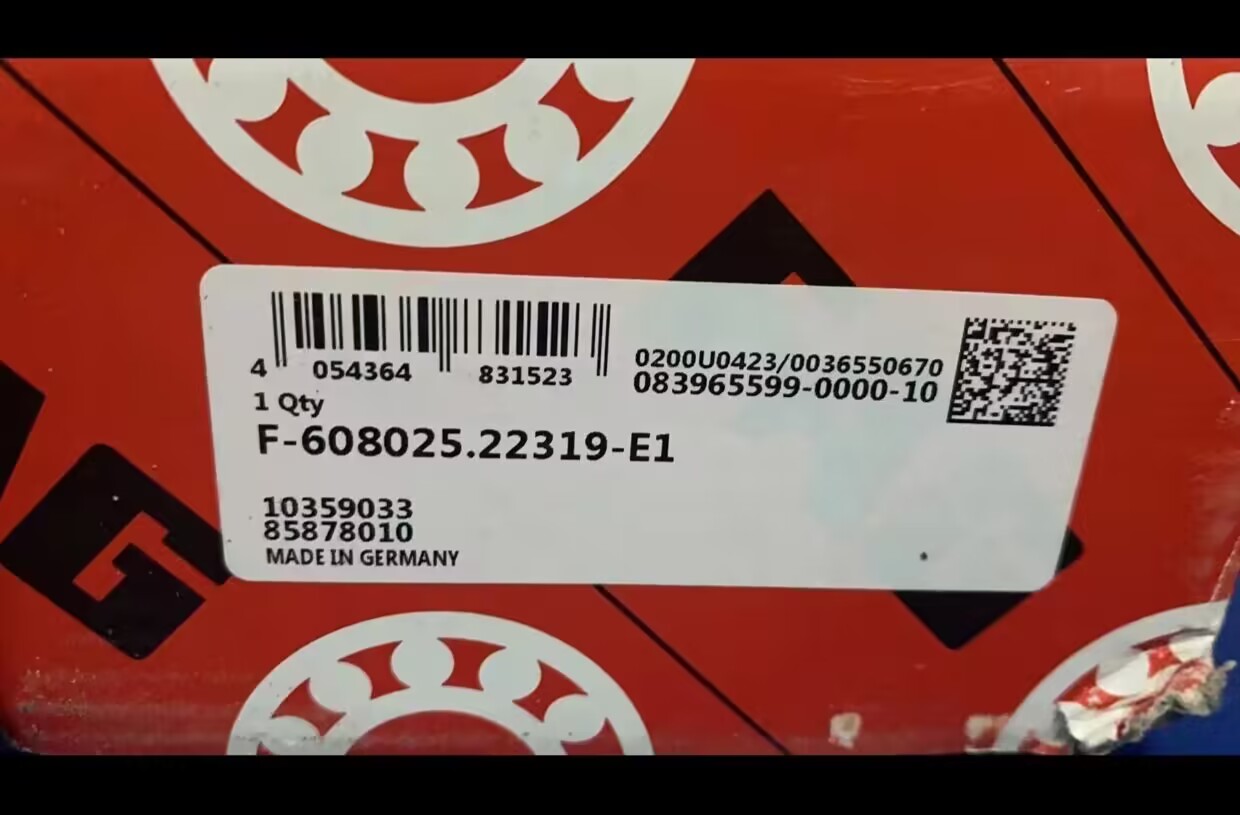 4 054364 831523
0200U0423/0036550670
083965599-0000-10
1 Qty
F-608025.22319-E1
10359033
85878010
MADE IN GERMANY
G